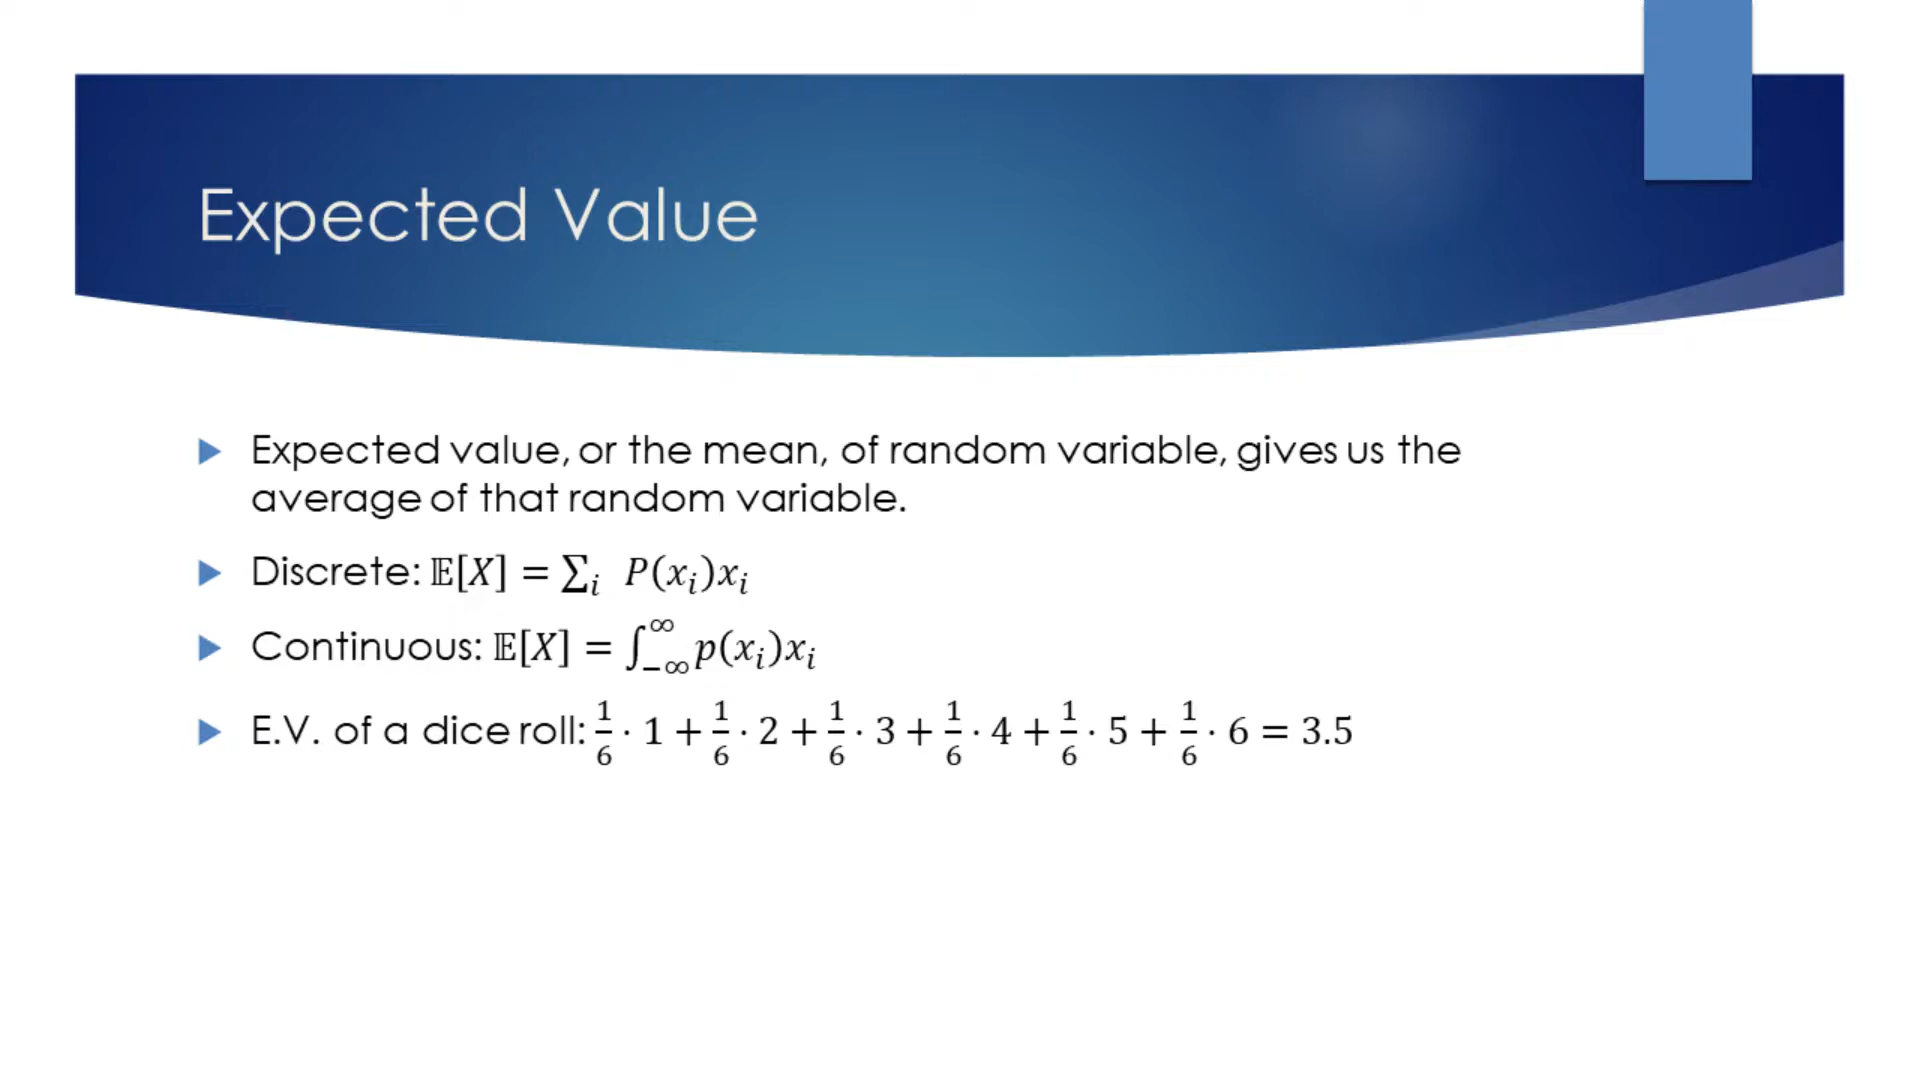 Expected Value
Expected value, or the mean, of random variable, gives us the
average of that random variable.
Discrete: 𝔼[X] = ∑ᵢ P(xᵢ)xᵢ
Continuous: 𝔼[X] = ∫_{−∞}^{∞} p(xᵢ)xᵢ
E.V. of a dice roll: 1/6 · 1 + 1/6 · 2 + 1/6 · 3 + 1/6 · 4 + 1/6 · 5 + 1/6 · 6 = 3.5